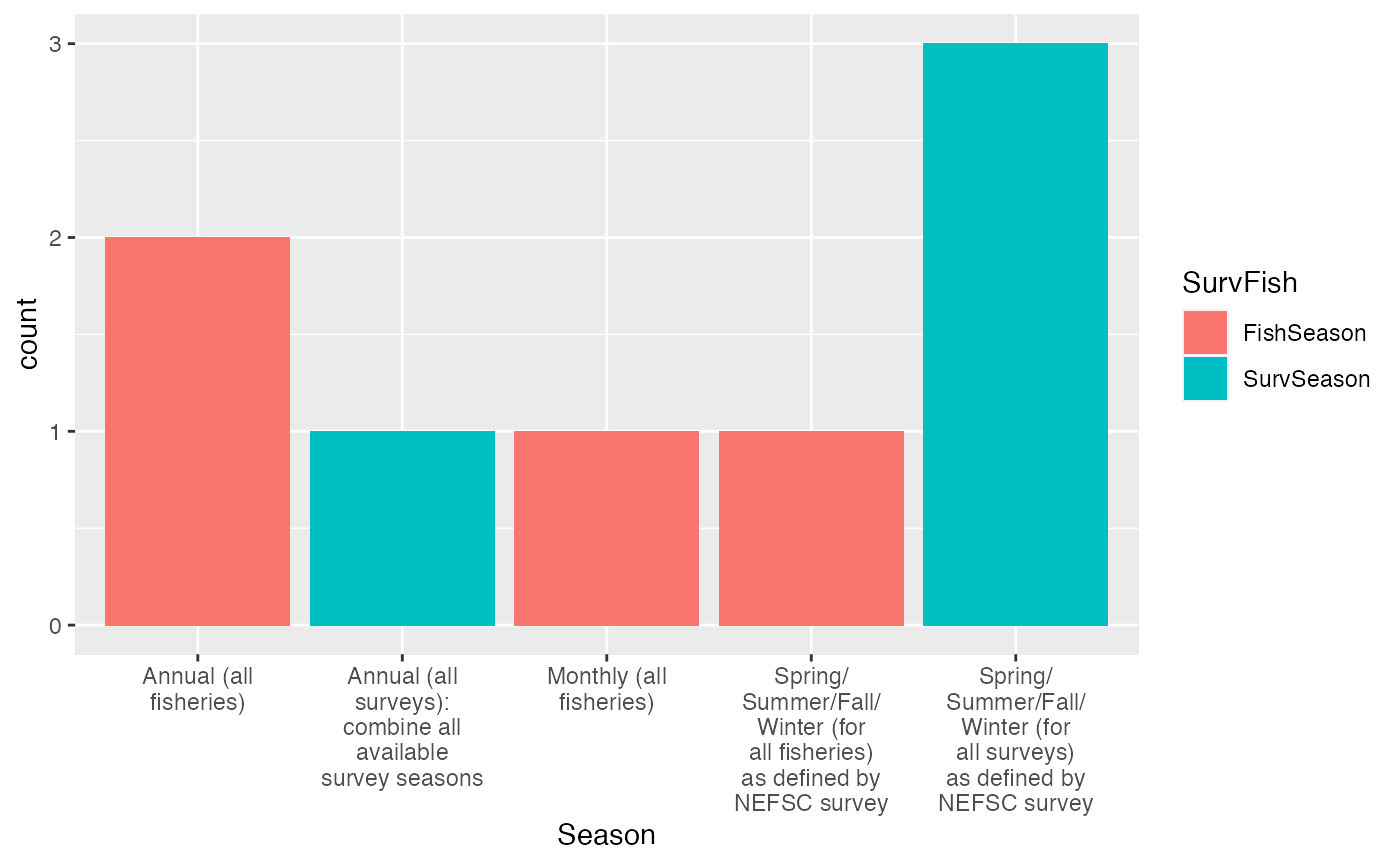 3
2
1
0
count
Annual (all
fisheries)
Annual (all
surveys):
combine all
available
survey seasons
Monthly (all
fisheries)
Spring/
Summer/Fall/
Winter (for
all fisheries)
as defined by
NEFSC survey
Spring/
Summer/Fall/
Winter (for
all surveys)
as defined by
NEFSC survey
Season
SurvFish
FishSeason
SurvSeason